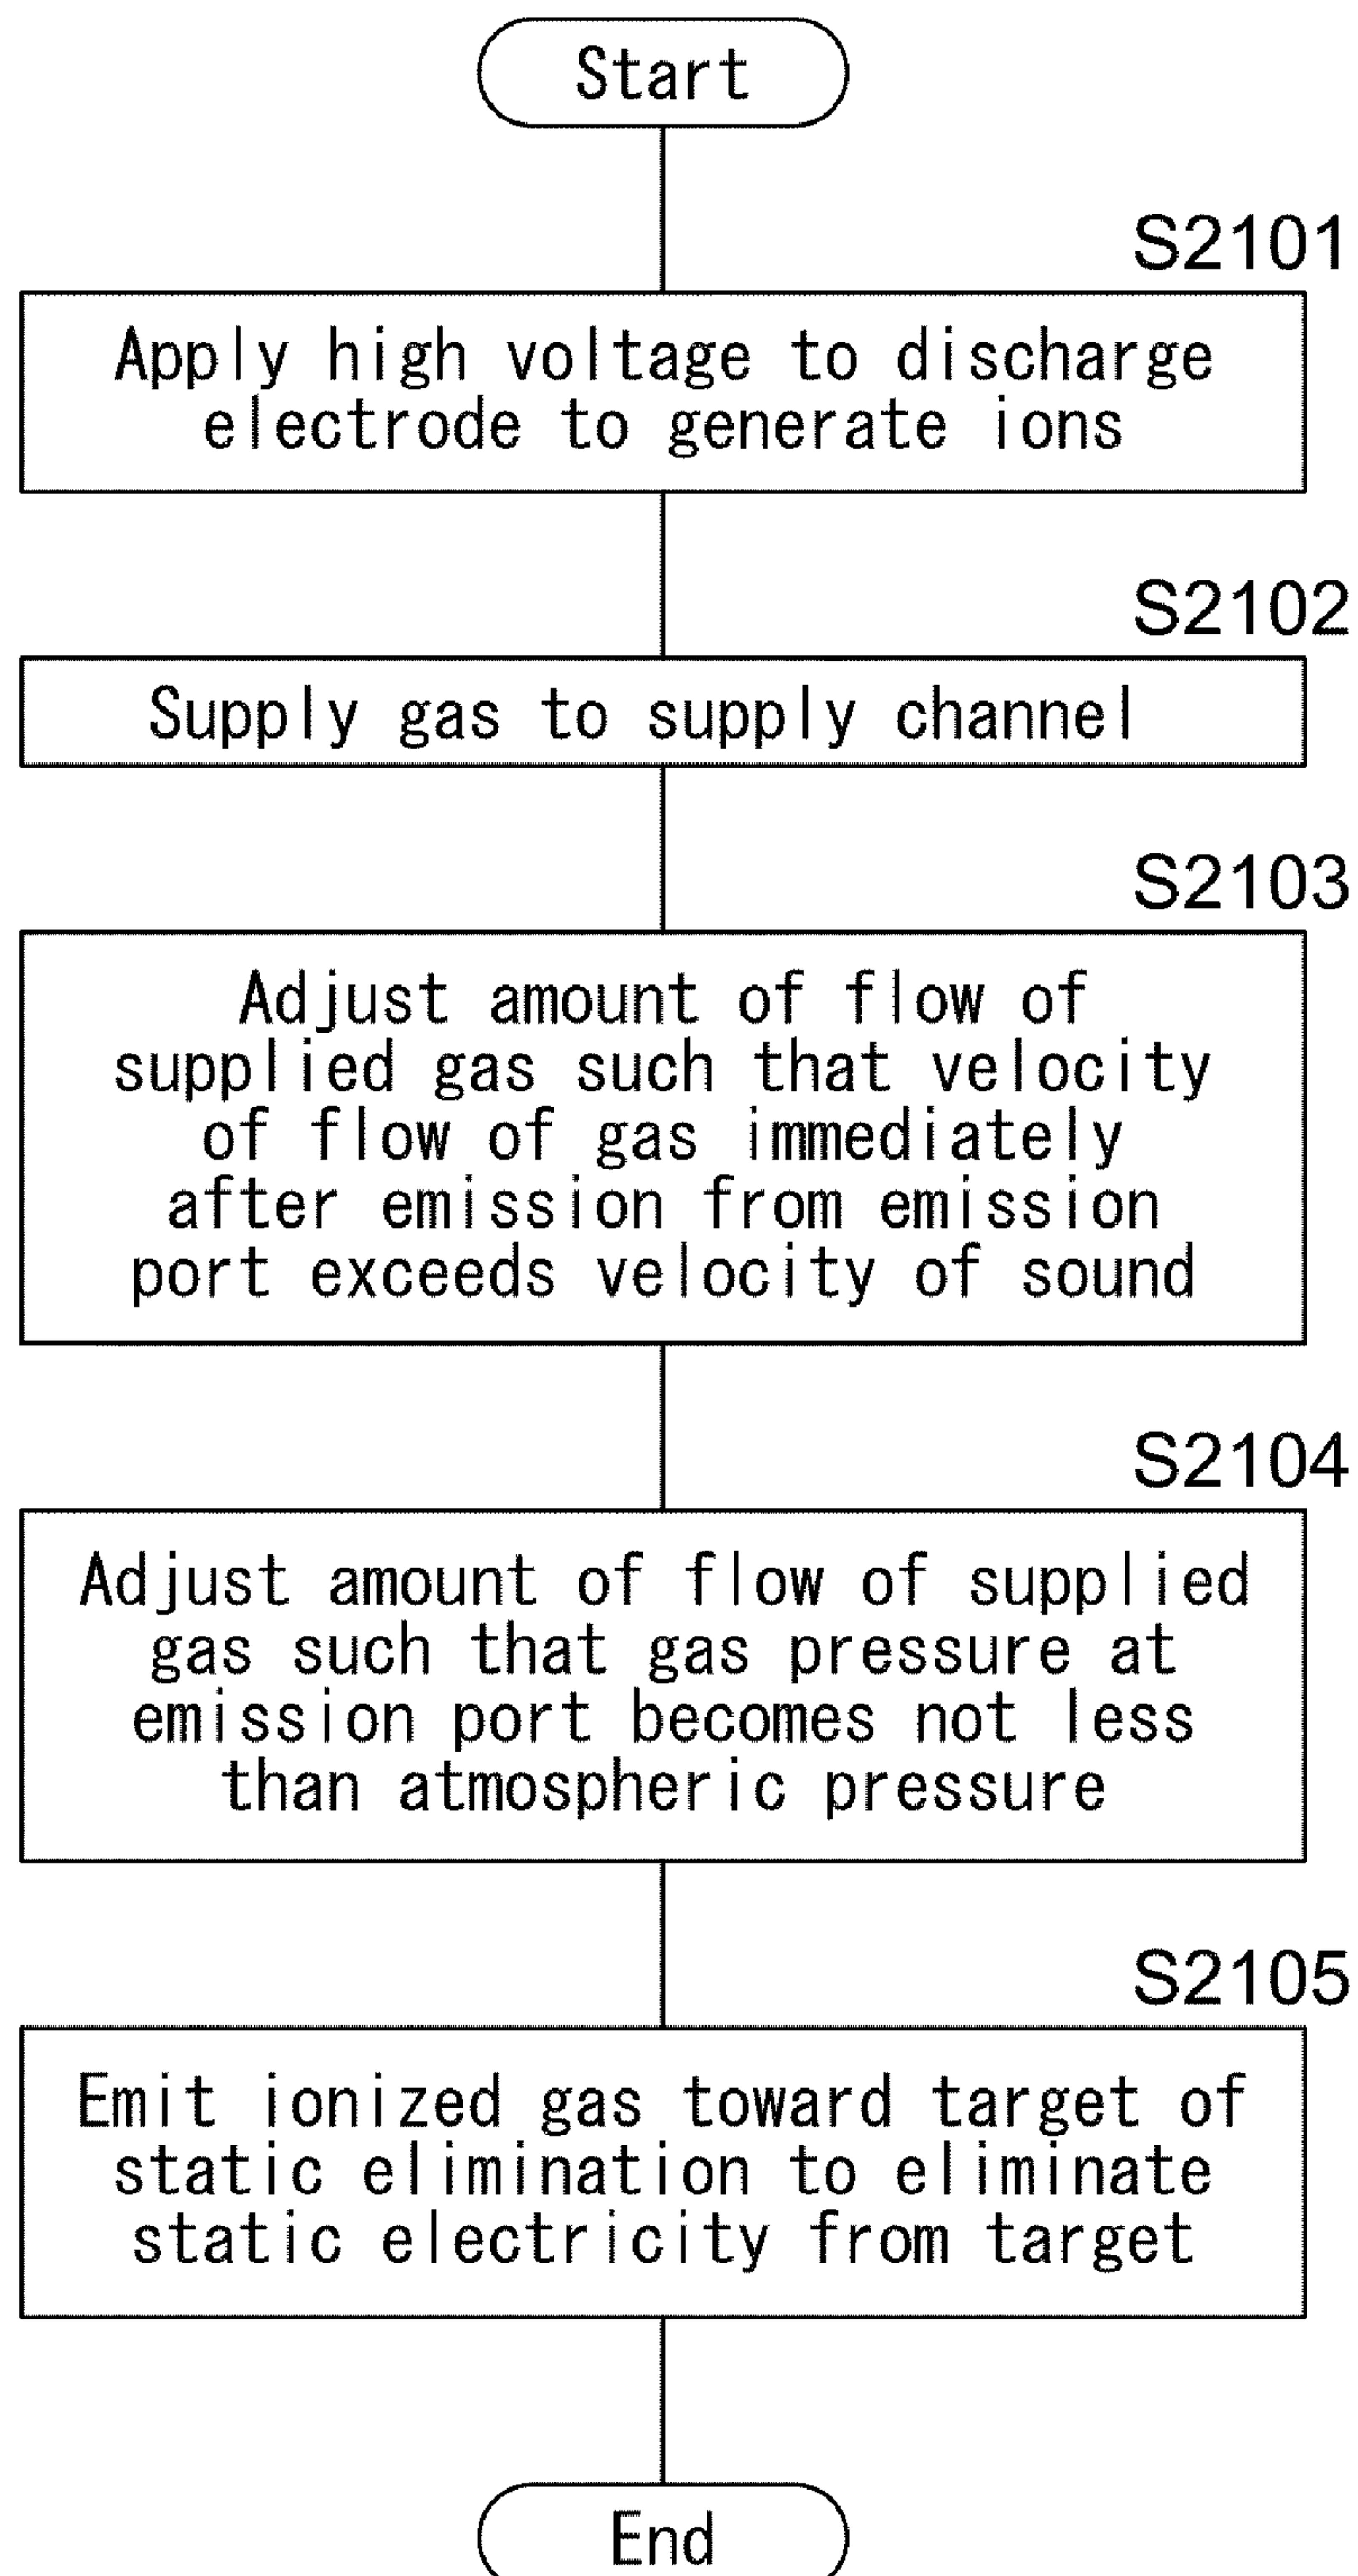 Start
S2101
Apply high voltage to discharge
electrode to generate ions
S2102
Supply gas to supply channel
S2103
Adjust amount of flow of
supplied gas such that velocity
of flow of gas immediately
after emission from emission
port exceeds velocity of sound
S2104
Adjust amount of flow of supplied
gas such that gas pressure at
emission port becomes not less
than atmospheric pressure
S2105
Emit ionized gas toward target of
static elimination to eliminate
static electricity from target
End